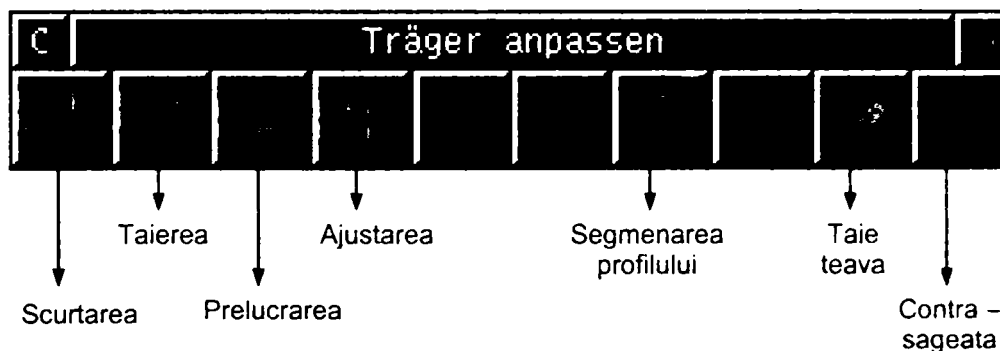 C Träger anpassen
Taierea Ajustarea Segmenarea Taie
profilului teava
Scurtarea Prelucrarea Contra –
sageata